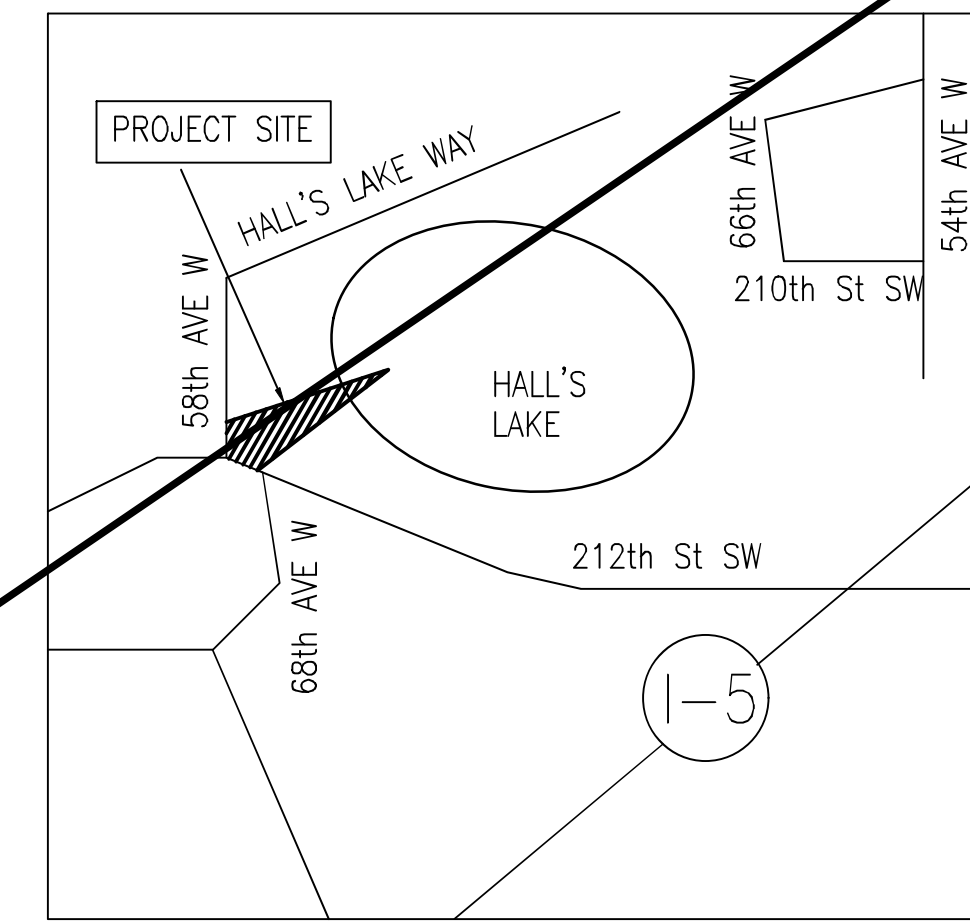 PROJECT SITE
HALL'S LAKE WAY
66th AVE W
54th AVE W
58th AVE W
210th St SW
HALL'S
LAKE
212th St SW
68th AVE W
I-5